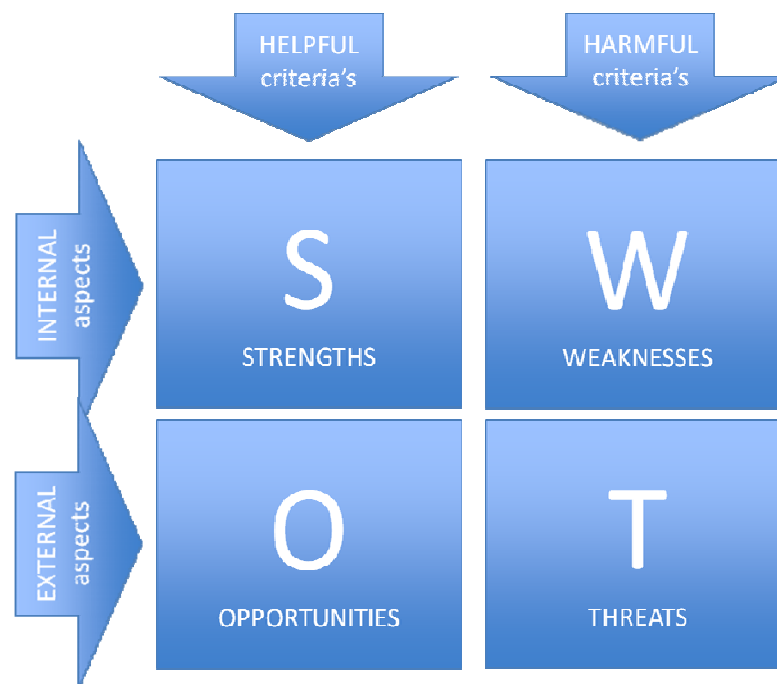 HELPFUL
criteria's
HARMFUL
criteria's
INTERNAL
aspects
S
STRENGTHS
W
WEAKNESSES
EXTERNAL
aspects
O
OPPORTUNITIES
T
THREATS